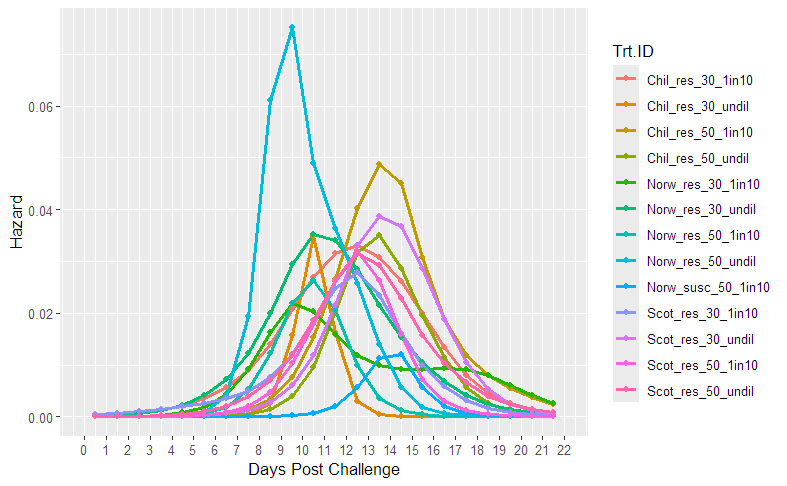 Hazard
0.06
0.04
0.02
0.00
0 1 2 3 4 5 6 7 8 9 10 11 12 13 14 15 16 17 18 19 20 21 22
Days Post Challenge
Trt.ID
Chil_res_30_1in10
Chil_res_30_undil
Chil_res_50_1in10
Chil_res_50_undil
Norw_res_30_1in10
Norw_res_30_undil
Norw_res_50_1in10
Norw_res_50_undil
Norw_susc_50_1in10
Scot_res_30_1in10
Scot_res_30_undil
Scot_res_50_1in10
Scot_res_50_undil